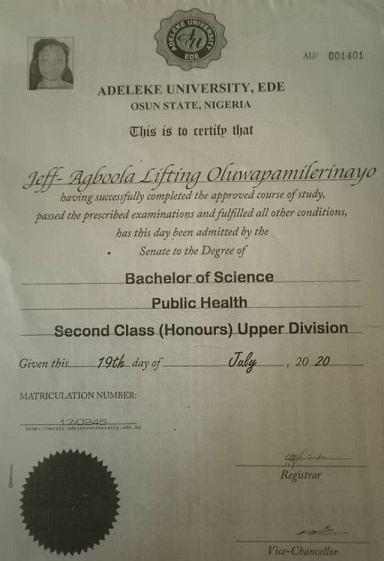 ADELEKE UNIVERSITY
EDE
AU/ 001401
ADELEKE UNIVERSITY, EDE
OSUN STATE, NIGERIA
This is to certify that
Jeff- Agboola Lifting Oluwapamilerinayo
having successfully completed the approved course of study,
passed the prescribed examinations and fulfilled all other conditions,
has this day been admitted by the
Senate to the Degree of
Bachelor of Science
Public Health
Second Class (Honours) Upper Division
Given this 19th day of July , 20 20
MATRICULATION NUMBER:
17/0245
Registrar
Vice-Chancellor